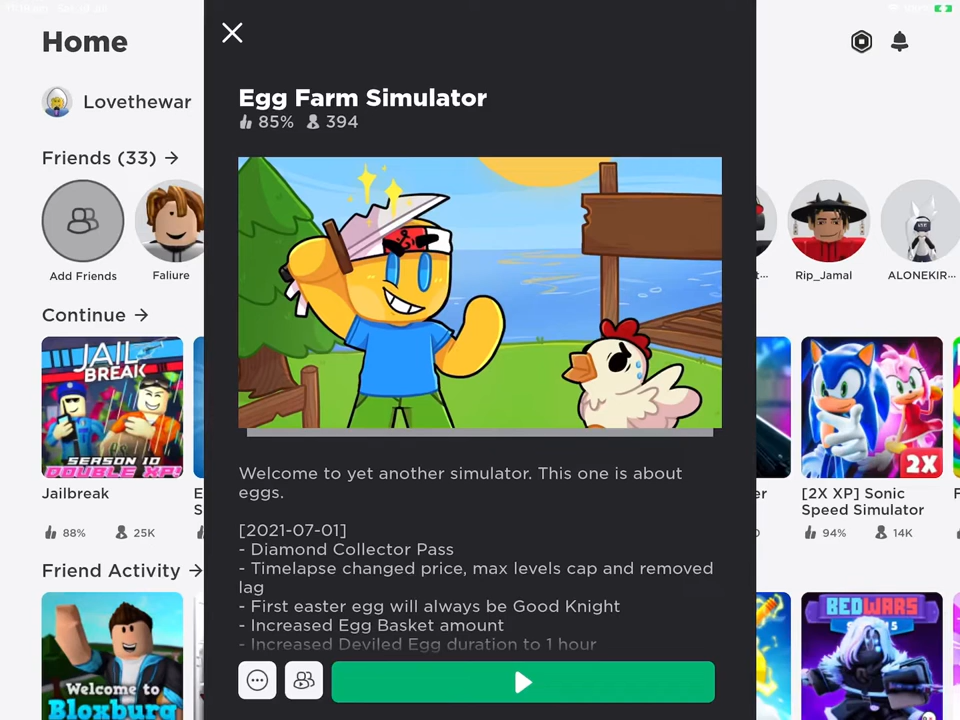 Home
Lovethewar
Friends (33) →
Add Friends
Faliure
Rip_Jamal
ALONEKIR...
Continue →
JAIL
BREAK
SEASON 10
DOUBLE XP!
Jailbreak
88% 25K
Friend Activity →
Welcome to
Bloxburg
Egg Farm Simulator
85% 394
Welcome to yet another simulator. This one is about
eggs.
[2021-07-01]
- Diamond Collector Pass
- Timelapse changed price, max levels cap and removed
lag
- First easter egg will always be Good Knight
- Increased Egg Basket amount
- Increased Deviled Egg duration to 1 hour
2X
[2X XP] Sonic
Speed Simulator
94% 14K
BEDWARS